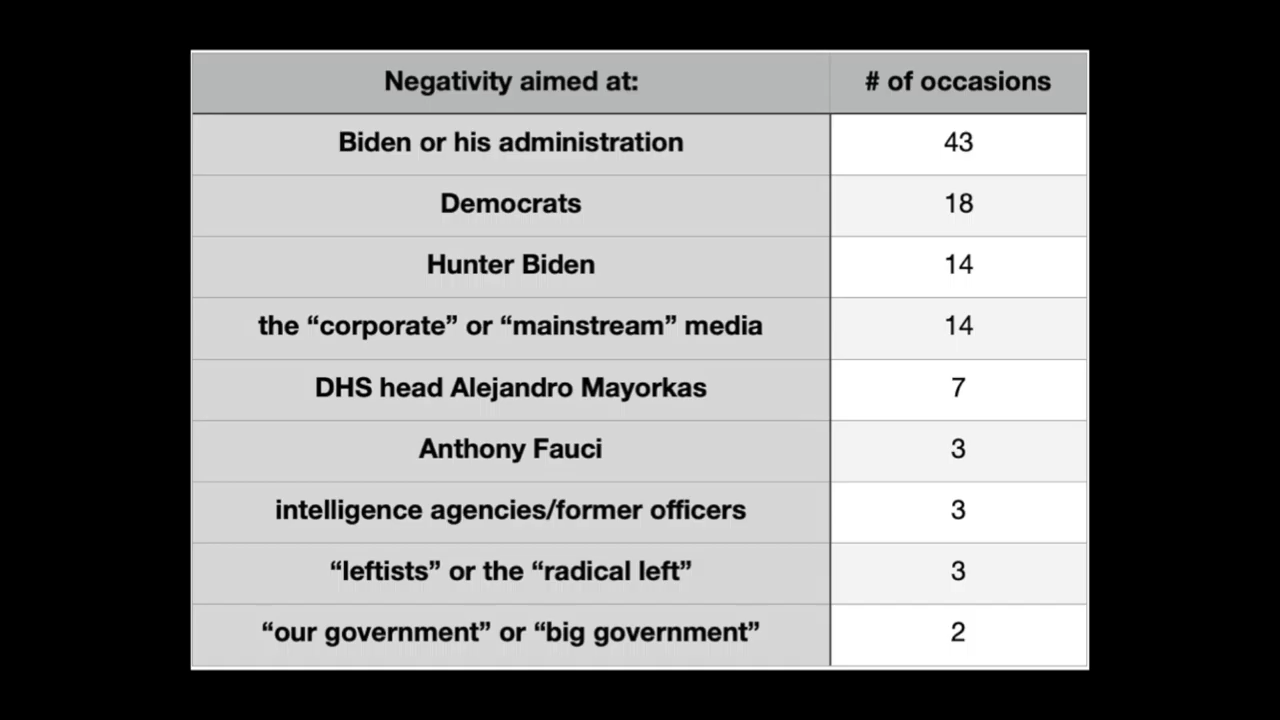 Negativity aimed at: # of occasions
Biden or his administration 43
Democrats 18
Hunter Biden 14
the “corporate” or “mainstream” media 14
DHS head Alejandro Mayorkas 7
Anthony Fauci 3
intelligence agencies/former officers 3
“leftists” or the “radical left” 3
“our government” or “big government” 2